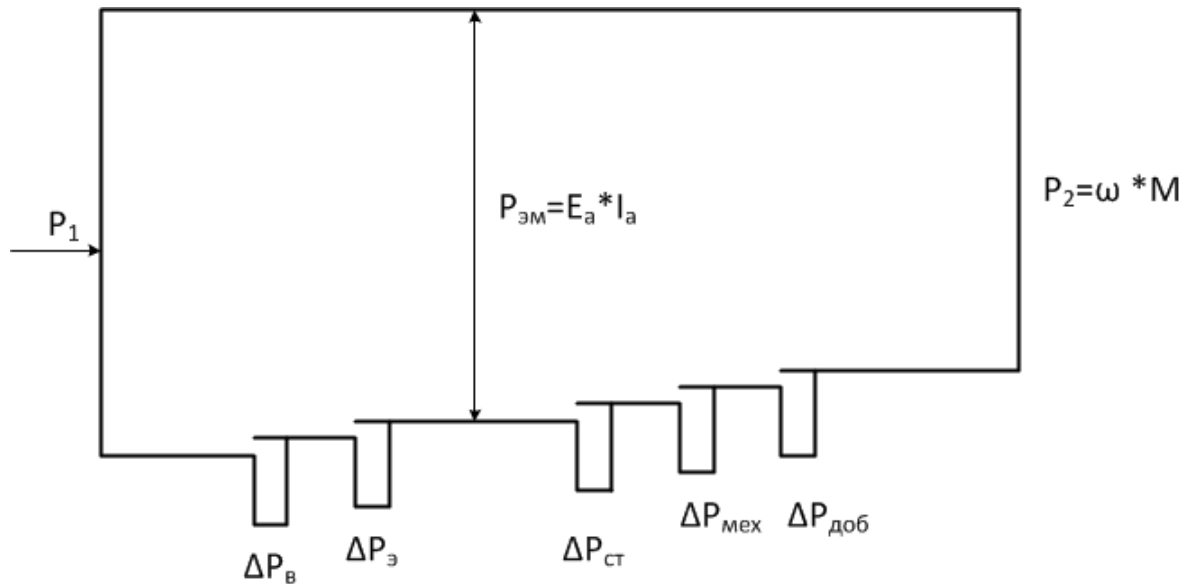 P₁
Pэм=Eₐ*Iₐ
P₂=ω *M
ΔPв
ΔPэ
ΔPст
ΔPмех
ΔPдоб